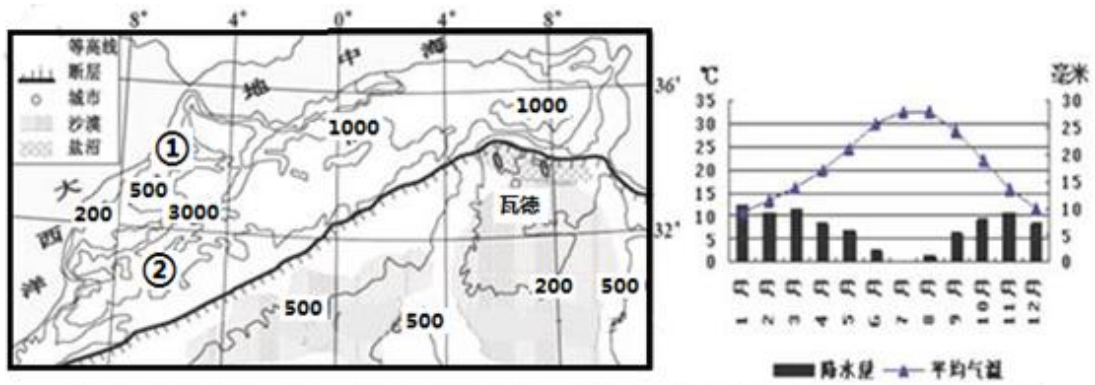 8° 4° 0° 4° 8°
等高线
断层
城市
沙漠
盐沼
地中海
36°
32°
大西洋
①
②
1000
1000
500
200
3000
瓦德
200
500
500
500
℃
35
30
25
20
15
10
5
0
毫米
30
25
20
15
10
5
0
1月 2月 3月 4月 5月 6月 7月 8月 9月 10月 11月 12月
降水量 平均气温